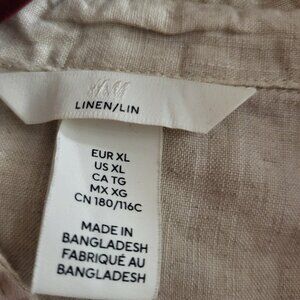 H&M
LINEN/LIN
EUR XL
US XL
CA TG
MX XG
CN 180/116C
MADE IN
BANGLADESH
FABRIQUÉ AU
BANGLADESH